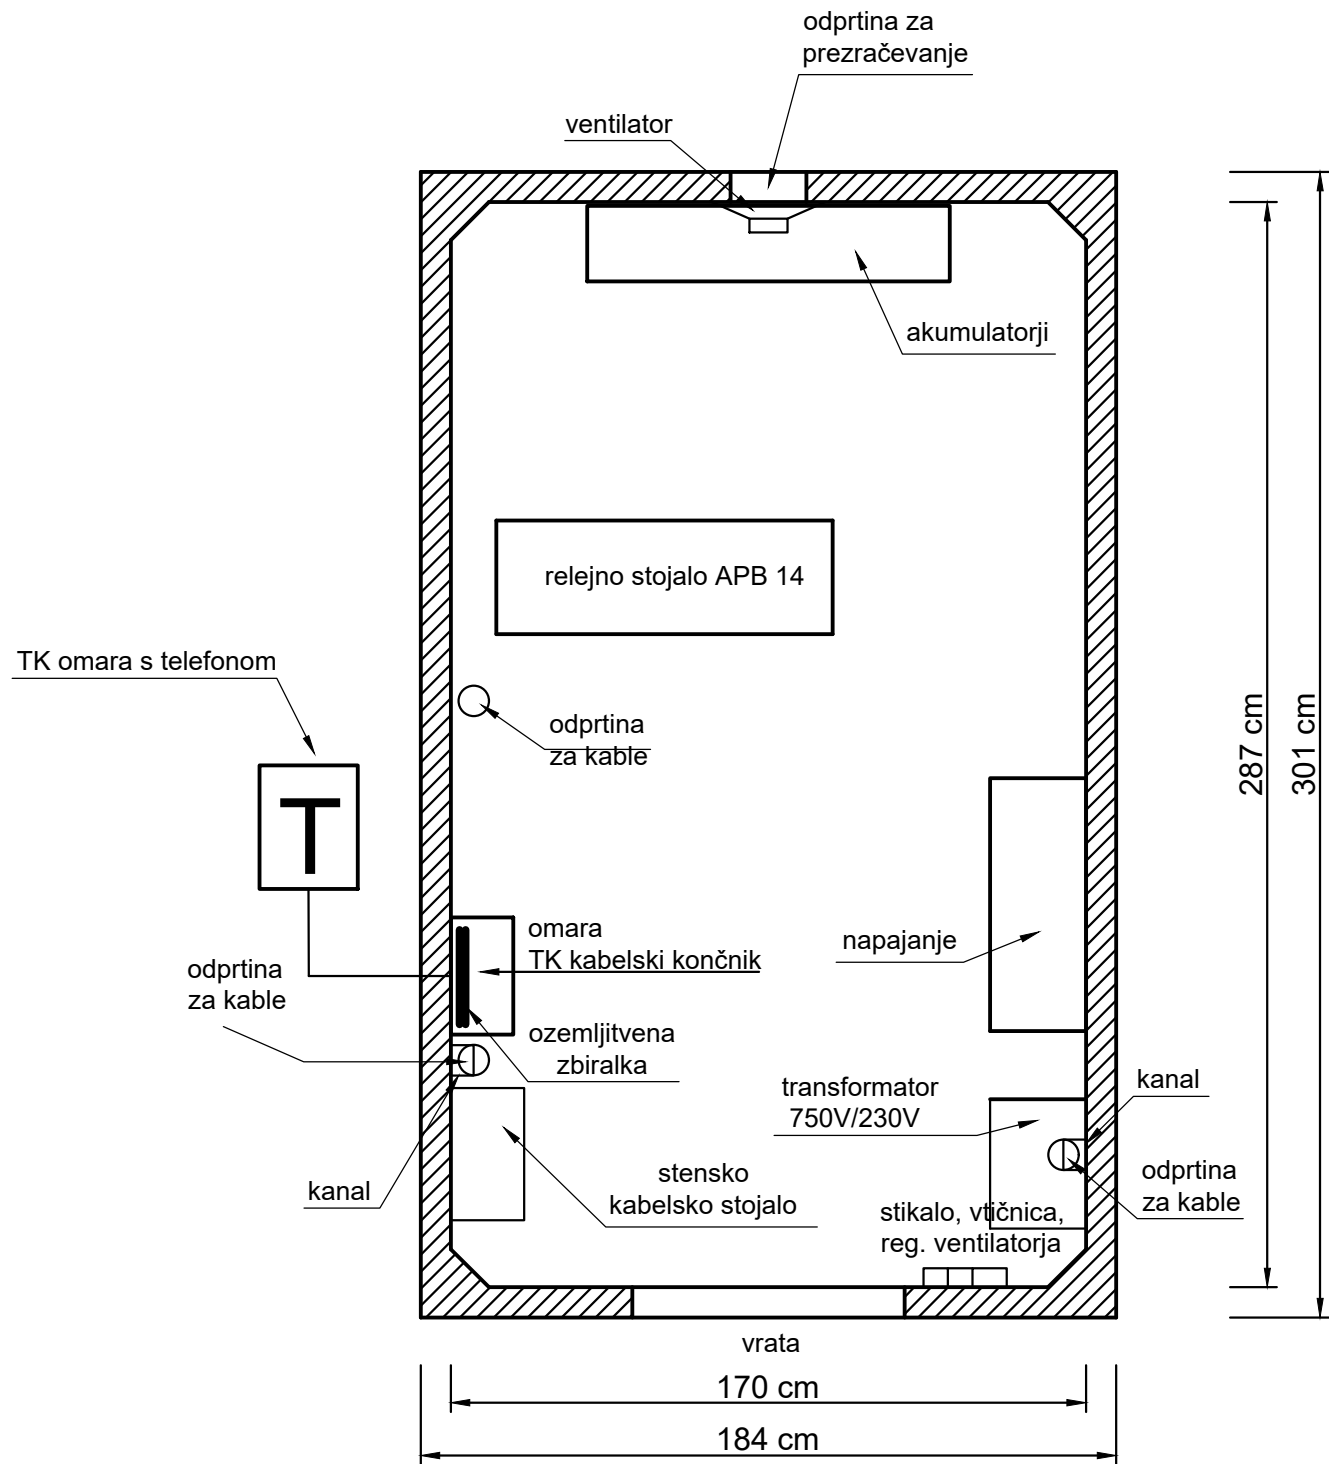 odprtina za
prezračevanje
ventilator
akumulatorji
relejno stojalo APB 14
TK omara s telefonom
odprtina
za kable
T
287 cm
301 cm
omara
TK kabelski končnik
napajanje
odprtina
za kable
ozemljitvena
zbiralka
transformator
750V/230V
kanal
odprtina
za kable
stensko
kabelsko stojalo
kanal
stikalo, vtičnica,
reg. ventilatorja
vrata
170 cm
184 cm